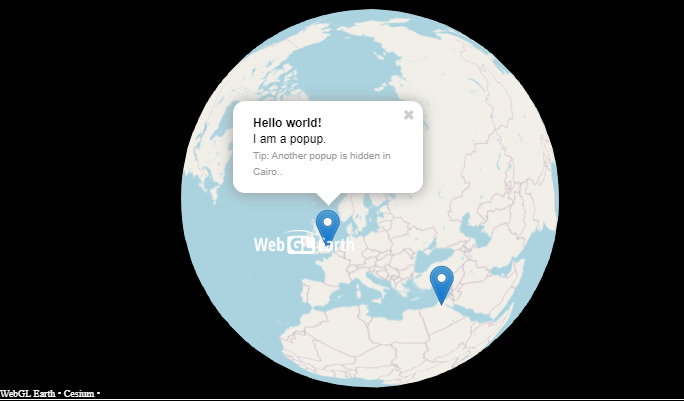 Hello world!
I am a popup.
Tip: Another popup is hidden in
Cairo..
WebGL Earth
WebGL Earth • Cesium •